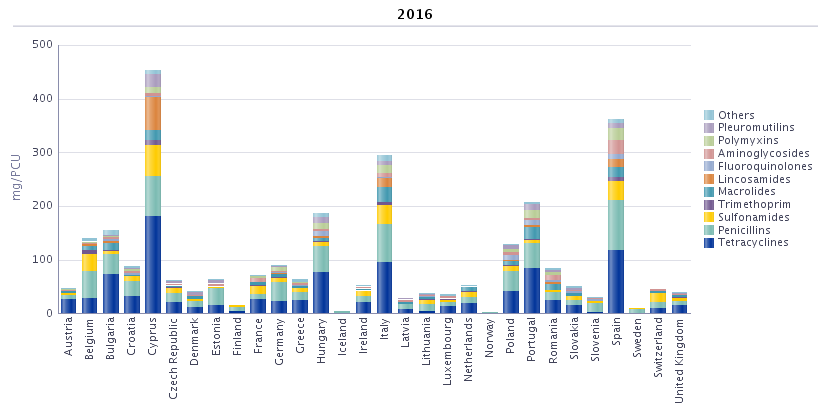 2016
500
400
300
200
100
0
mg/PCU
Others
Pleuromutilins
Polymyxins
Aminoglycosides
Fluoroquinolones
Lincosamides
Macrolides
Trimethoprim
Sulfonamides
Penicillins
Tetracyclines
Austria
Belgium
Bulgaria
Croatia
Cyprus
Czech Republic
Denmark
Estonia
Finland
France
Germany
Greece
Hungary
Iceland
Ireland
Italy
Latvia
Lithuania
Luxembourg
Netherlands
Norway
Poland
Portugal
Romania
Slovakia
Slovenia
Spain
Sweden
Switzerland
United Kingdom